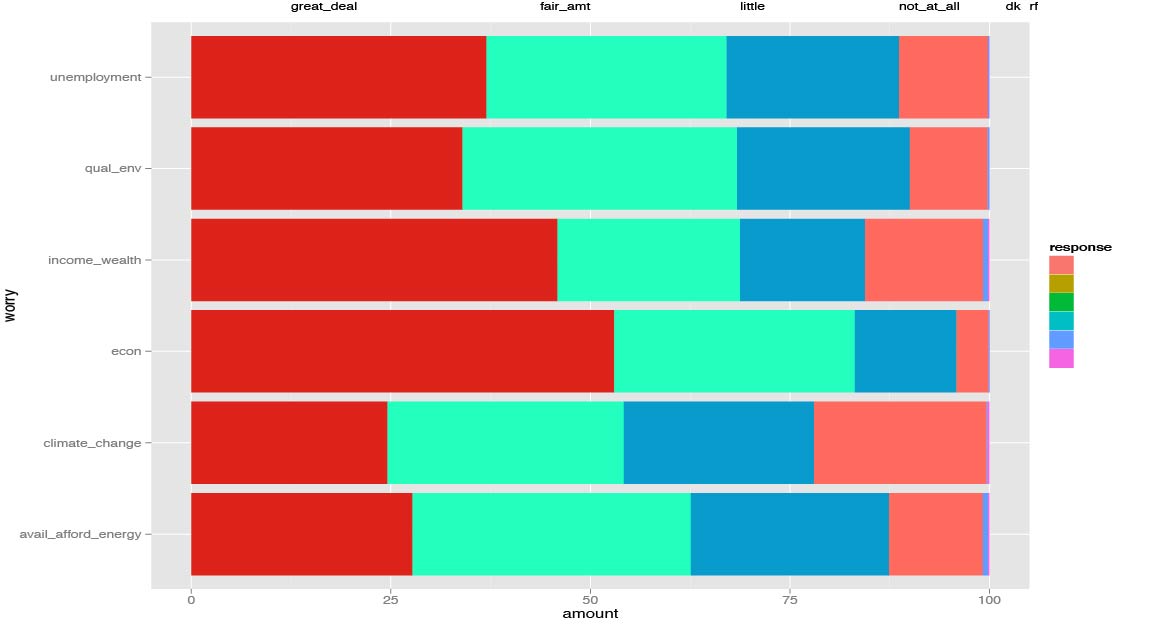 great_deal fair_amt little not_at_all dk rf
unemployment
qual_env
income_wealth
econ
climate_change
avail_afford_energy
worry
0 25 50 75 100
amount
response